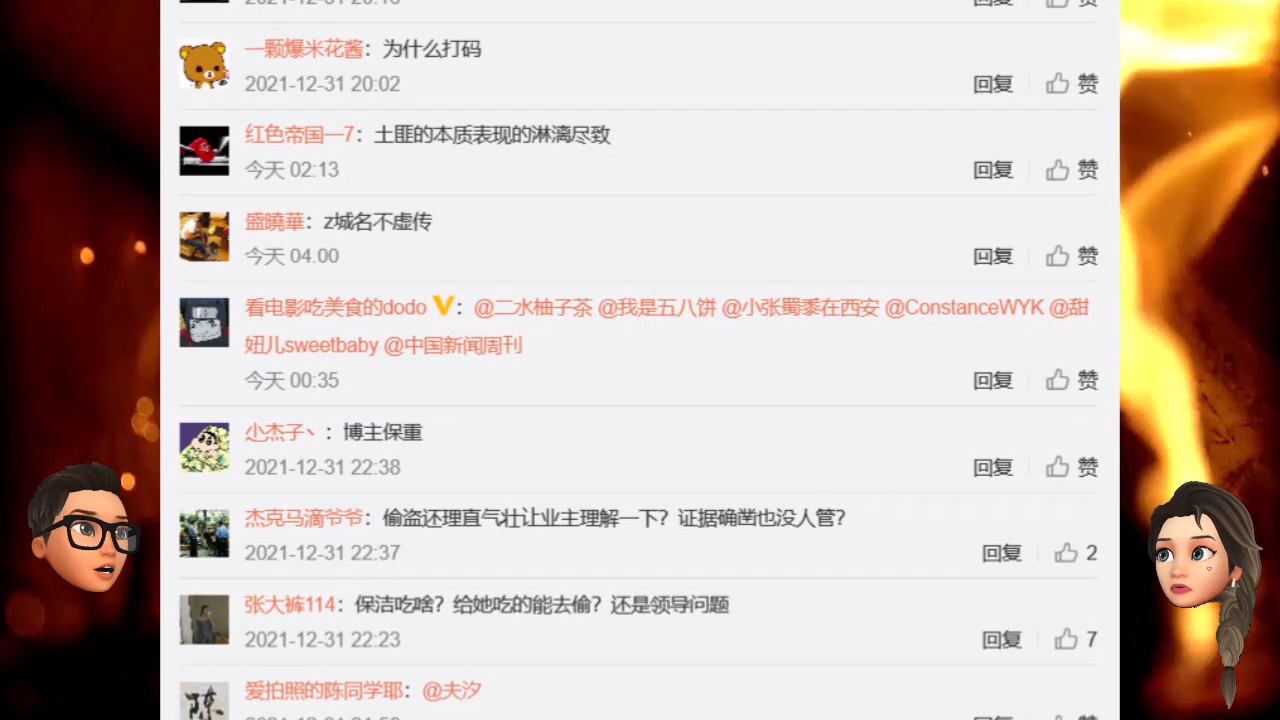 回复 赞
一颗爆米花酱：为什么打码
2021-12-31 20:02 回复 赞
红色帝国一7：土匪的本质表现的淋漓尽致
今天 02:13 回复 赞
盛曉華：z城名不虚传
今天 04.00 回复 赞
看电影吃美食的dodo V：@二水柚子茶 @我是五八饼 @小张蜀黍在西安 @ConstanceWYK @甜
妞儿sweetbaby @中国新闻周刊
今天 00:35 回复 赞
尐杰子丶：博主保重
2021-12-31 22:38 回复 赞
杰克马滴爷爷：偷盗还理直气壮让业主理解一下？证据确凿也没人管？
2021-12-31 22:37 回复 2
张大裤114：保洁吃啥？给她吃的能去偷？还是领导问题
2021-12-31 22:23 回复 7
爱拍照的陈同学耶：@夫汐